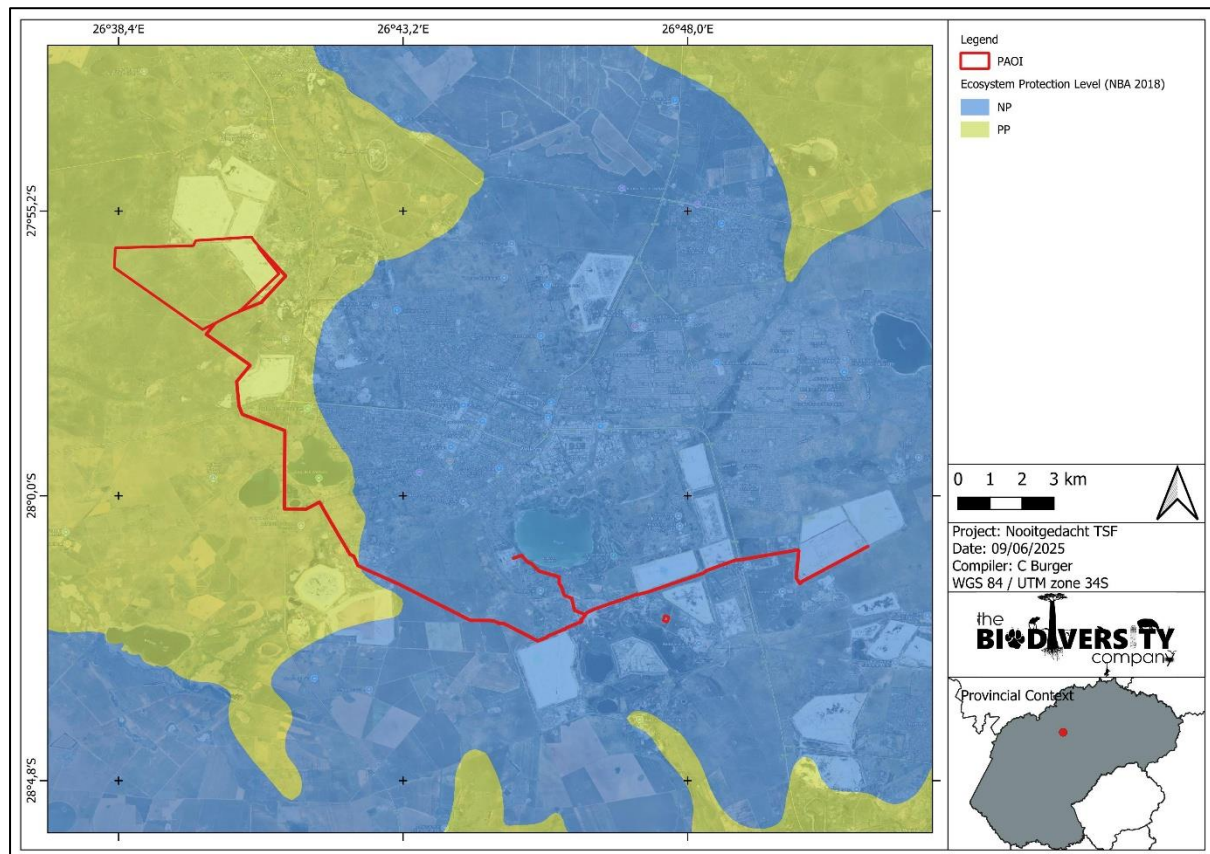 26°38,4'E
26°43,2'E
26°48,0'E
27°55,2'S
28°0,0'S
28°4,8'S
Legend
PAOI
Ecosystem Protection Level (NBA 2018)
NP
PP
0 1 2 3 km
Project: Nooitgedacht TSF
Date: 09/06/2025
Compiler: C Burger
WGS 84 / UTM zone 34S
the
BIODIVERSITY
company
Provincial Context